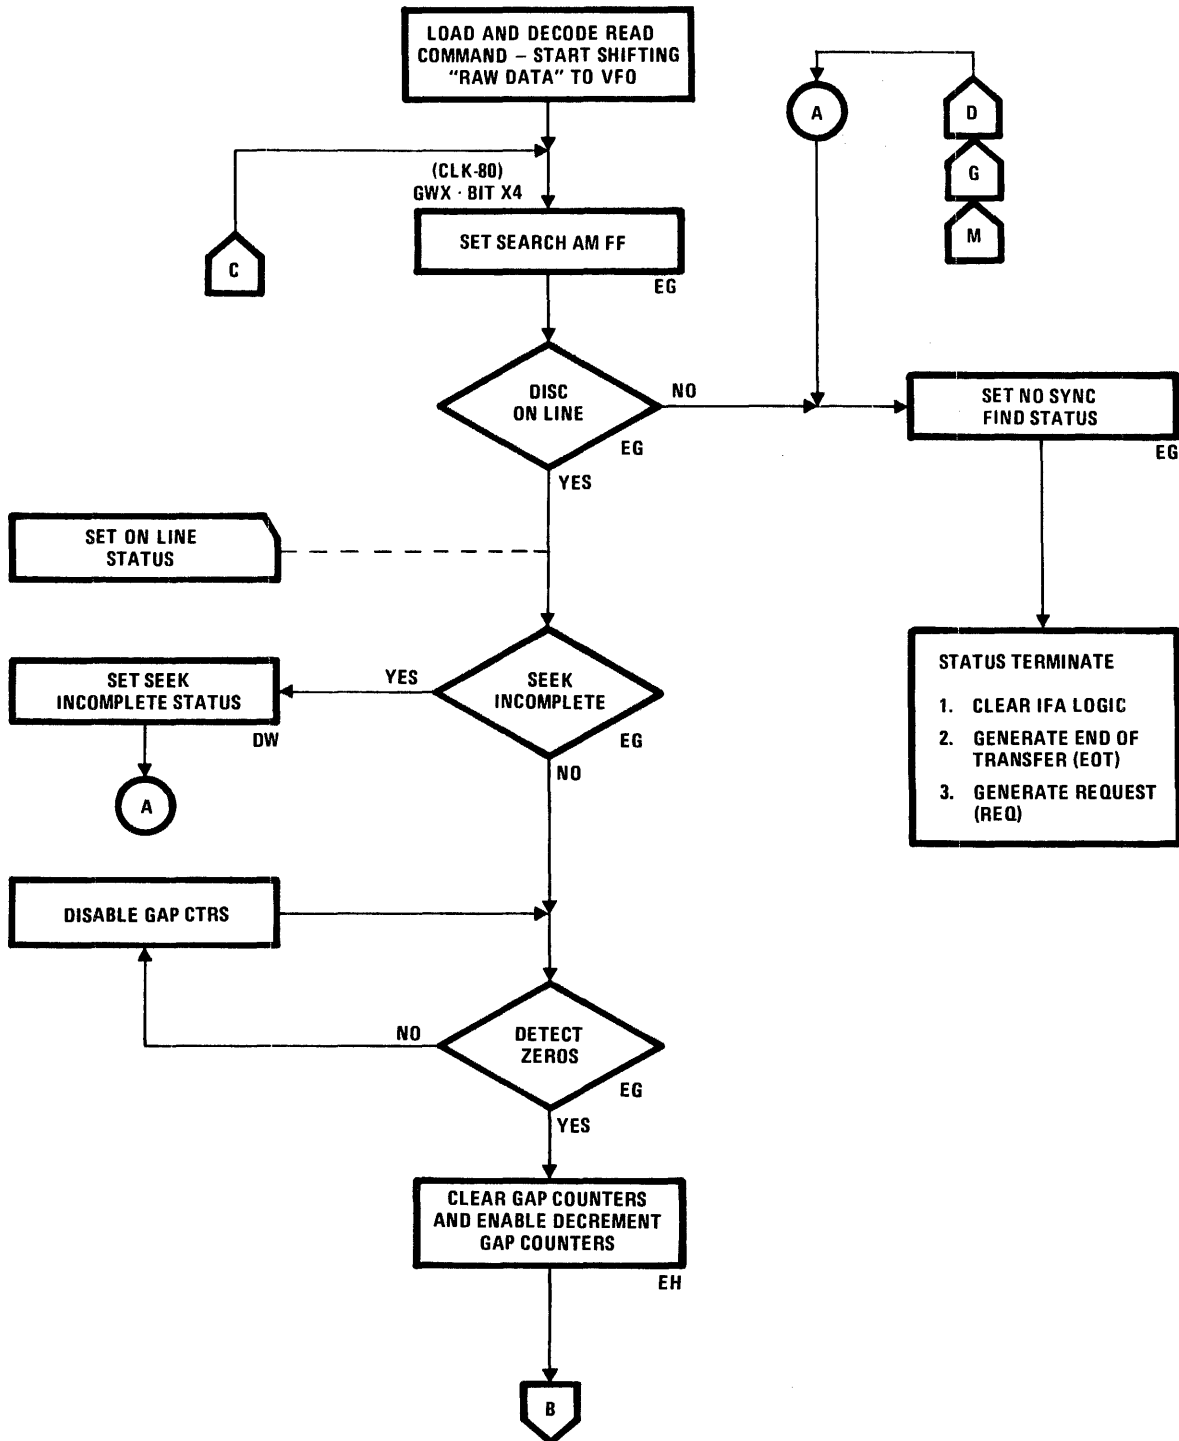 LOAD AND DECODE READ
COMMAND – START SHIFTING
"RAW DATA" TO VFO
A
D
G
M
(CLK-80)
GWX · BIT X4
C
SET SEARCH AM FF
EG
DISC
ON LINE
EG
NO
YES
SET NO SYNC
FIND STATUS
EG
SET ON LINE
STATUS
SEEK
INCOMPLETE
EG
YES
NO
SET SEEK
INCOMPLETE STATUS
DW
A
STATUS TERMINATE
1. CLEAR IFA LOGIC
2. GENERATE END OF
TRANSFER (EOT)
3. GENERATE REQUEST
(REQ)
DISABLE GAP CTRS
NO
DETECT
ZEROS
EG
YES
CLEAR GAP COUNTERS
AND ENABLE DECREMENT
GAP COUNTERS
EH
B